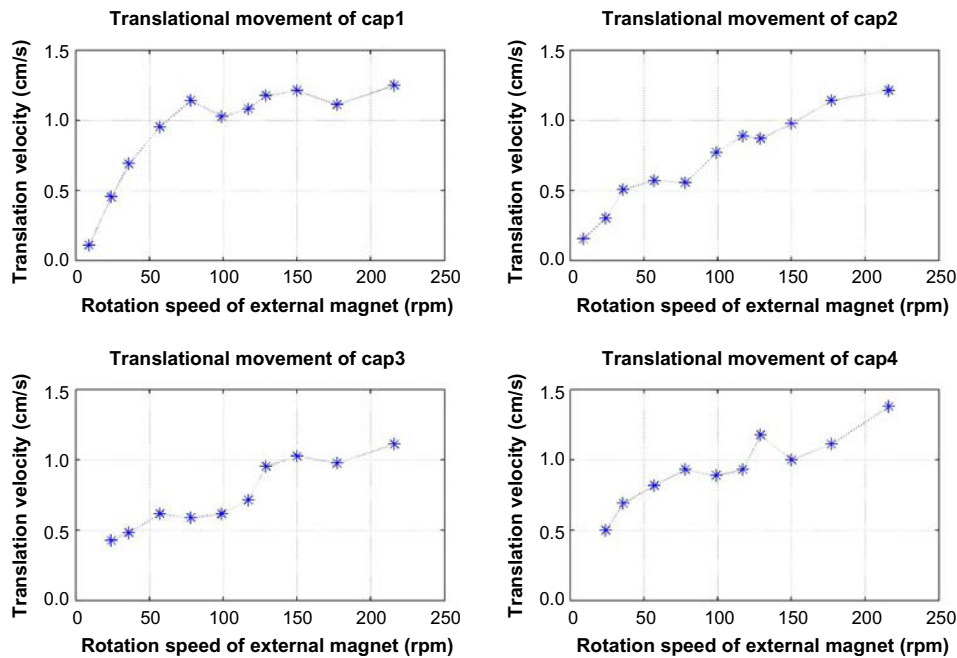 Translational movement of cap1
Translation velocity (cm/s)
1.5
1.0
0.5
0.0
0 50 100 150 200 250
Rotation speed of external magnet (rpm)
Translational movement of cap2
Translation velocity (cm/s)
1.5
1.0
0.5
0.0
0 50 100 150 200 250
Rotation speed of external magnet (rpm)
Translational movement of cap3
Translation velocity (cm/s)
1.5
1.0
0.5
0.0
0 50 100 150 200 250
Rotation speed of external magnet (rpm)
Translational movement of cap4
Translation velocity (cm/s)
1.5
1.0
0.5
0.0
0 50 100 150 200 250
Rotation speed of external magnet (rpm)